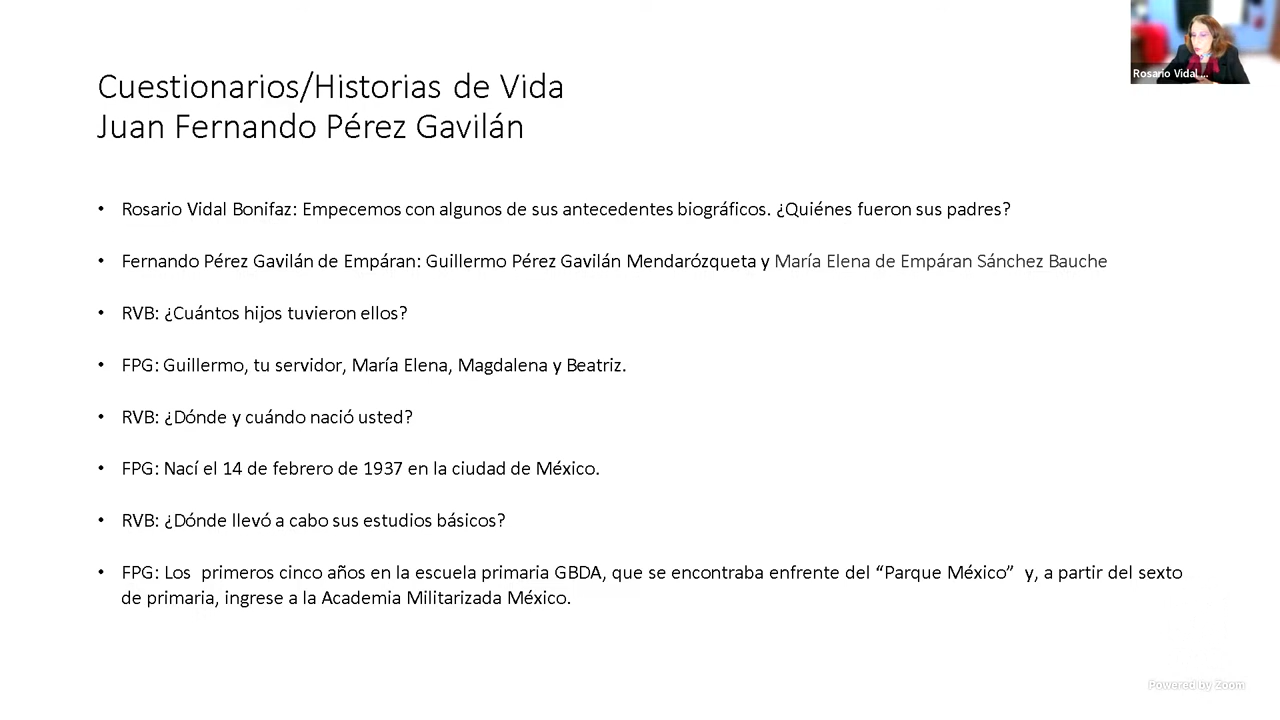 Rosario Vidal ...
Cuestionarios/Historias de Vida
Juan Fernando Pérez Gavilán
• Rosario Vidal Bonifaz: Empecemos con algunos de sus antecedentes biográficos. ¿Quiénes fueron sus padres?
• Fernando Pérez Gavilán de Empáran: Guillermo Pérez Gavilán Mendarózqueta y María Elena de Empáran Sánchez Bauche
• RVB: ¿Cuántos hijos tuvieron ellos?
• FPG: Guillermo, tu servidor, María Elena, Magdalena y Beatriz.
• RVB: ¿Dónde y cuándo nació usted?
• FPG: Nací el 14 de febrero de 1937 en la ciudad de México.
• RVB: ¿Dónde llevó a cabo sus estudios básicos?
• FPG: Los primeros cinco años en la escuela primaria GBDA, que se encontraba enfrente del “Parque México” y, a partir del sexto
de primaria, ingrese a la Academia Militarizada México.
Powered by Zoom